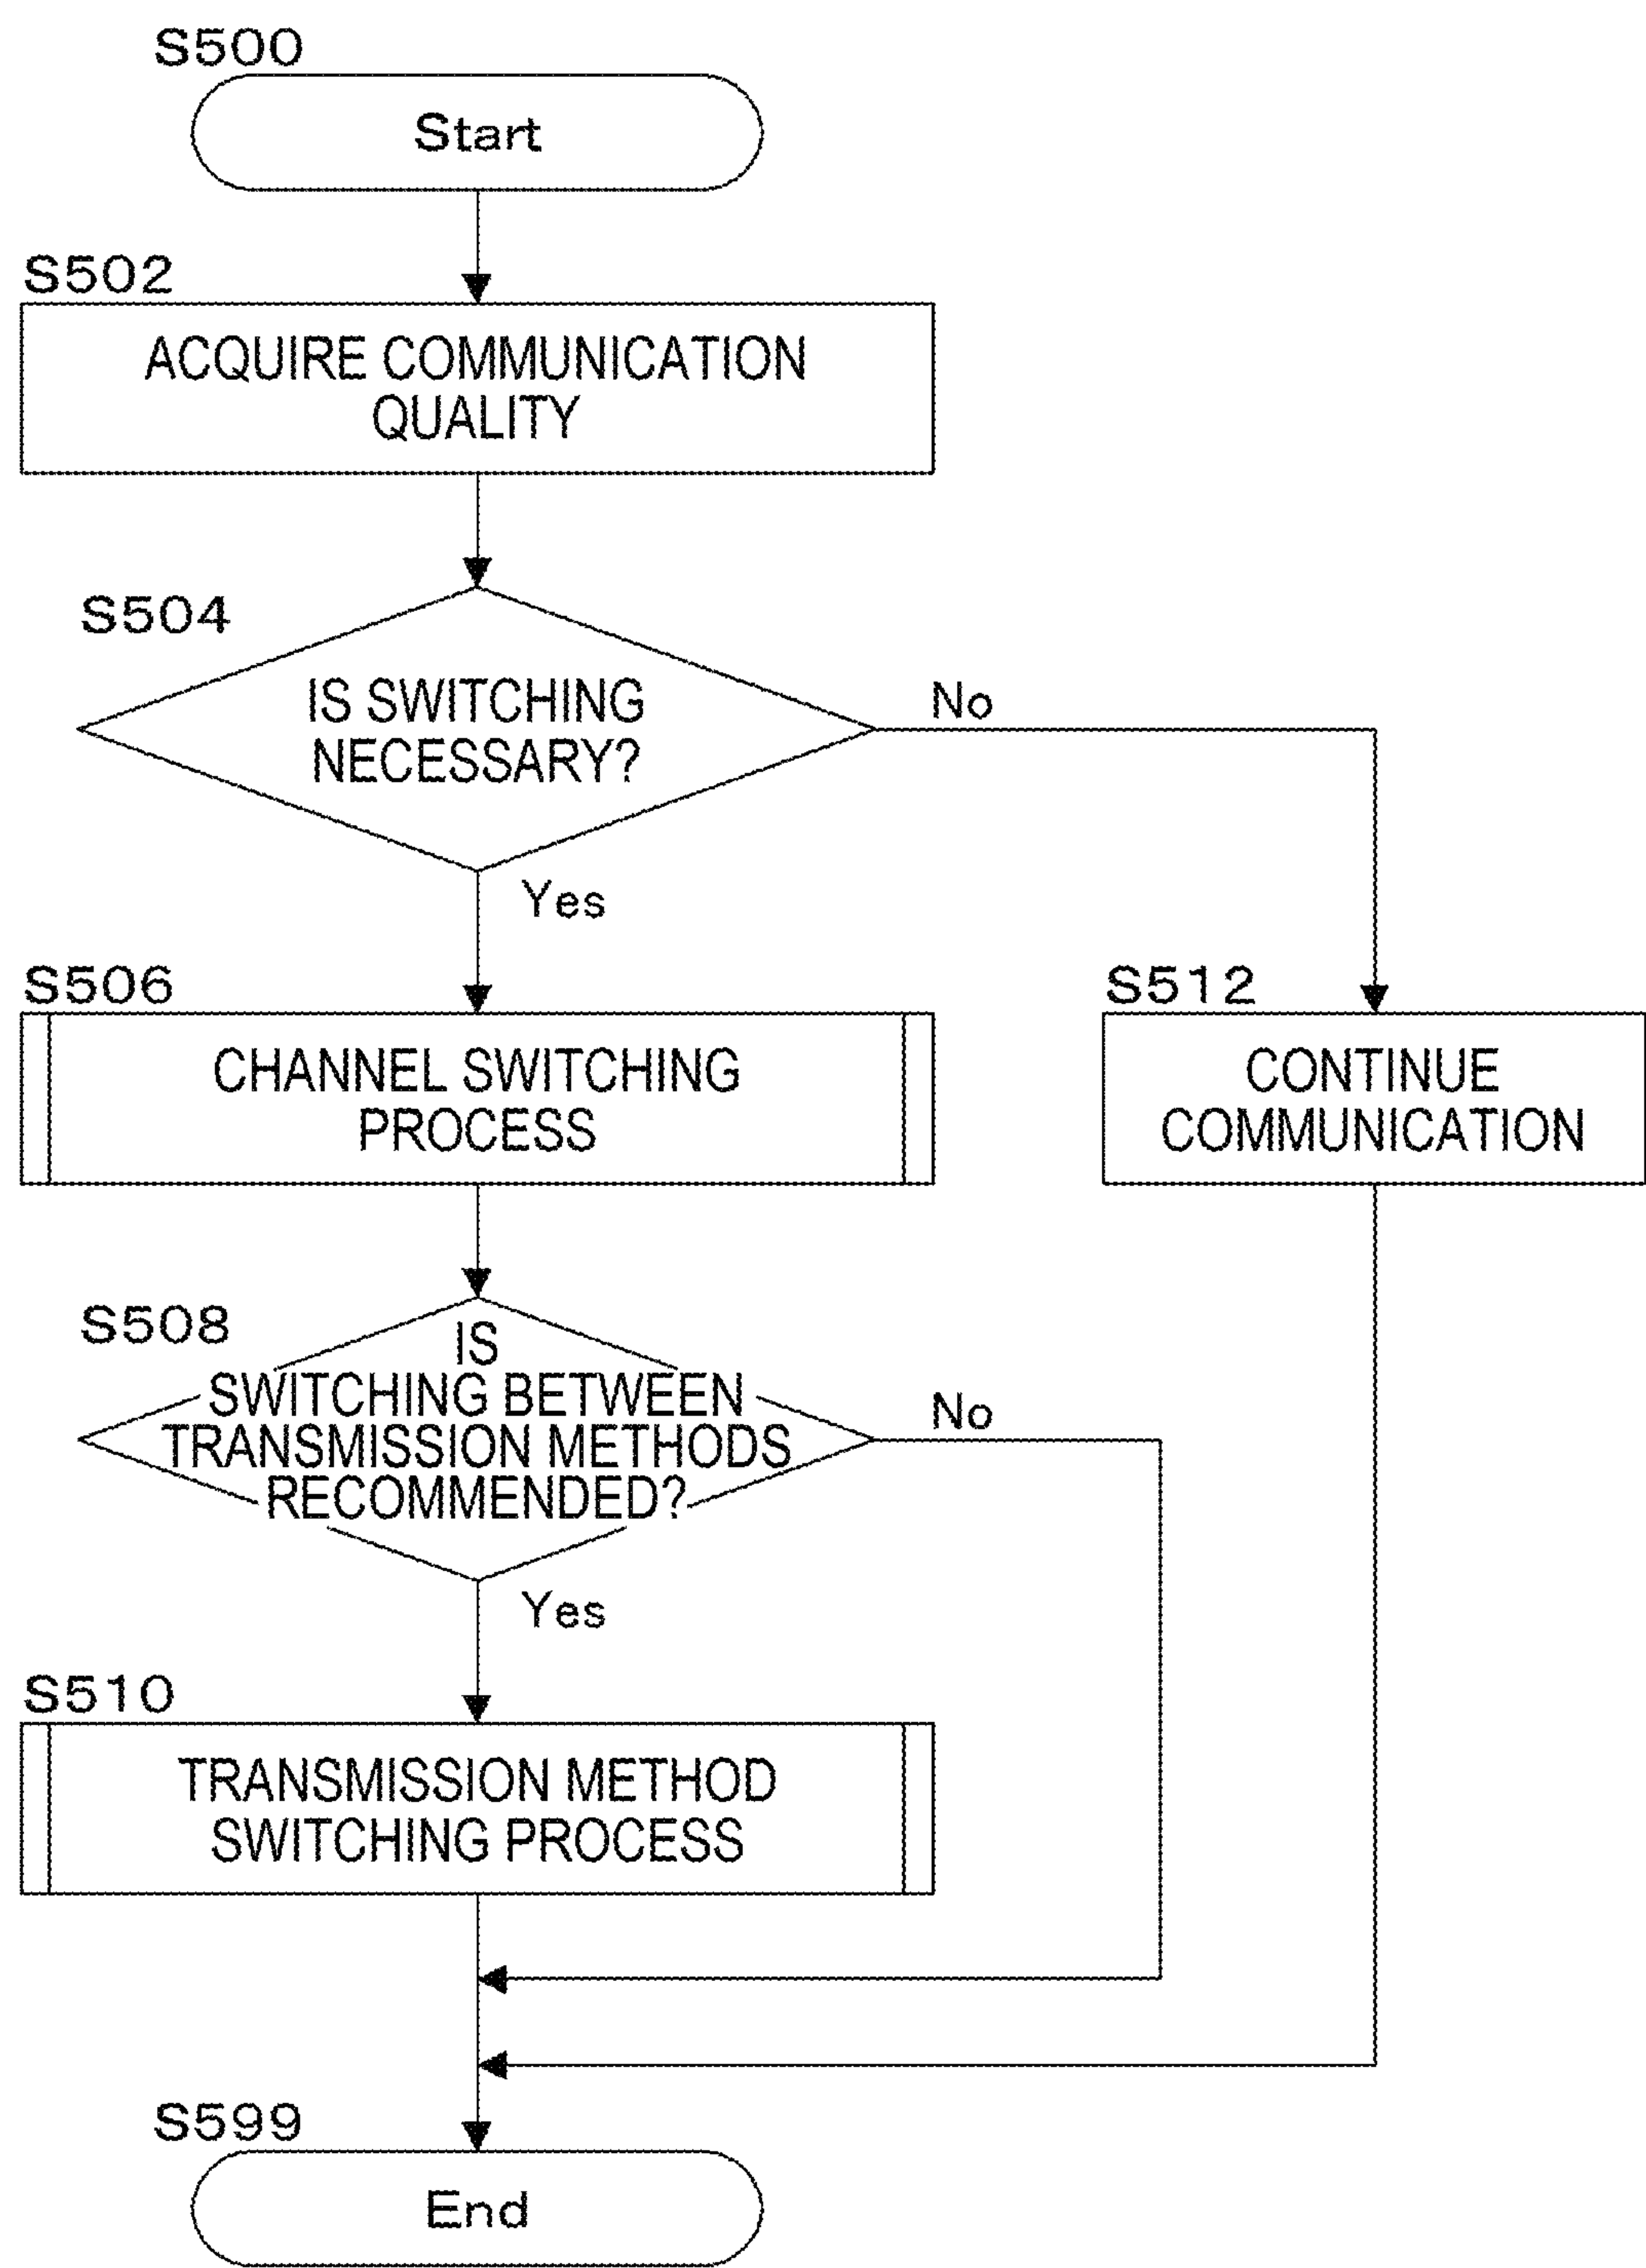 S500
Start
S502
ACQUIRE COMMUNICATION
QUALITY
S504
IS SWITCHING
NECESSARY?
No
Yes
S506
CHANNEL SWITCHING
PROCESS
S512
CONTINUE
COMMUNICATION
S508
IS
SWITCHING BETWEEN
TRANSMISSION METHODS
RECOMMENDED?
No
Yes
S510
TRANSMISSION METHOD
SWITCHING PROCESS
S599
End